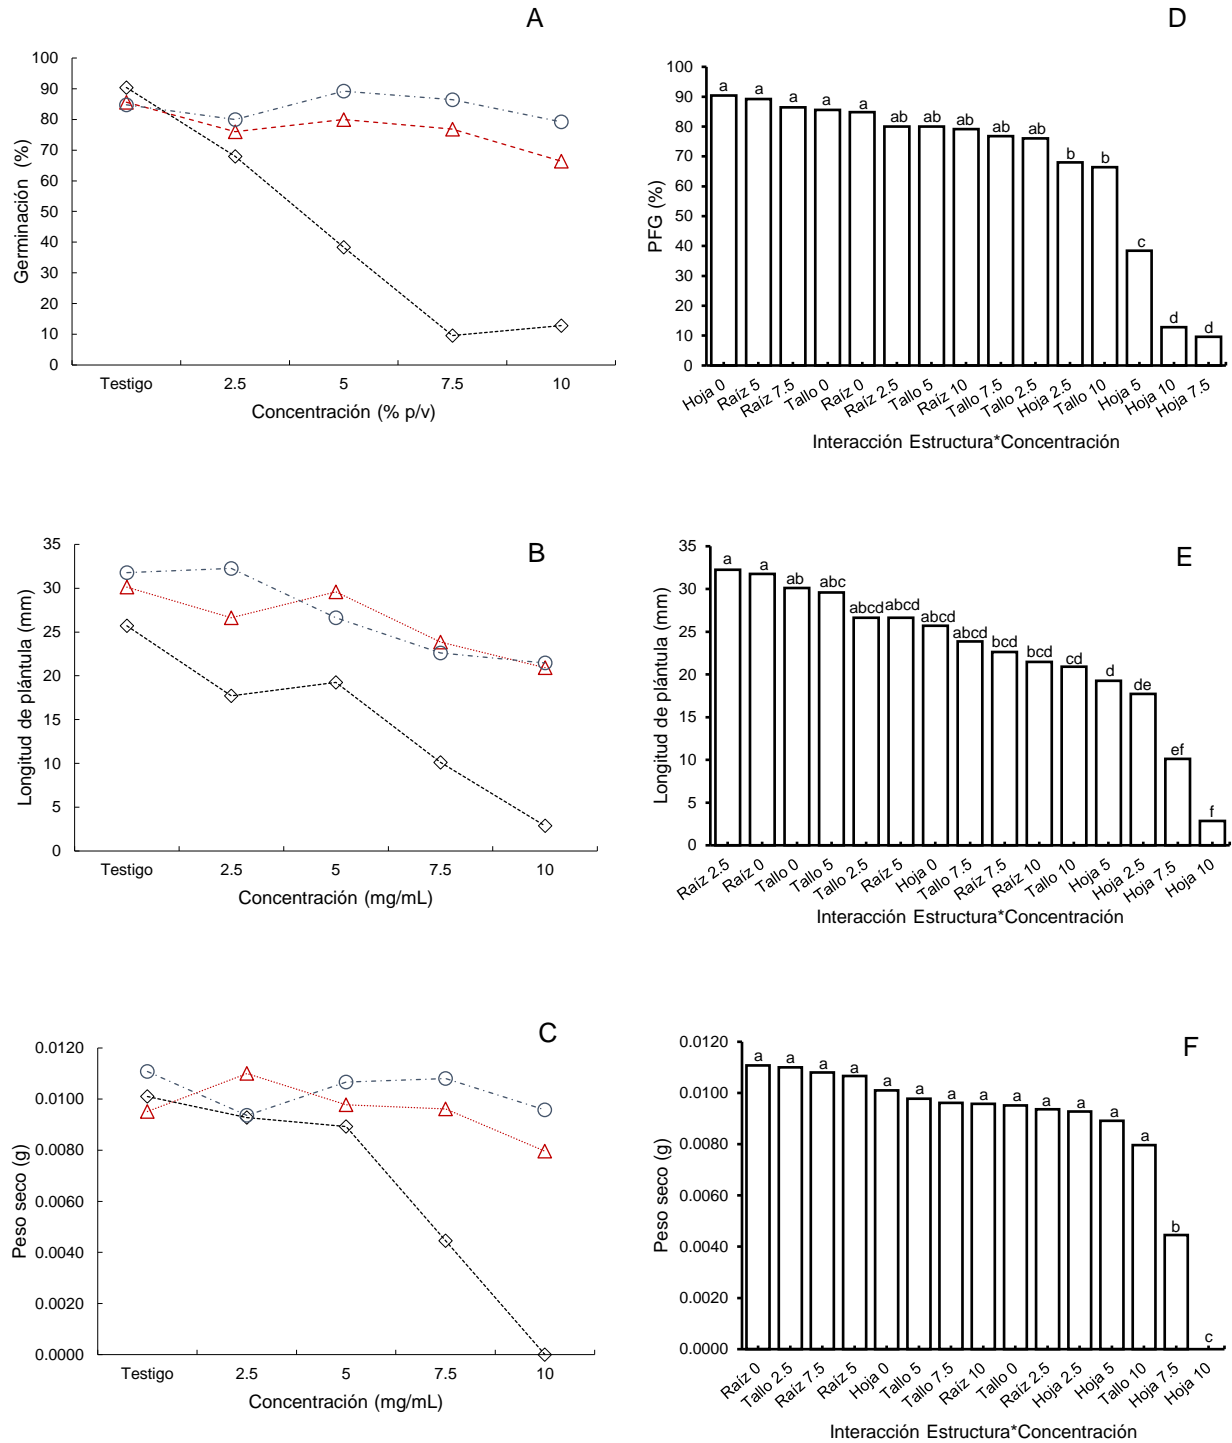 A
100
90
80
70
60
50
40
30
20
10
0
Germinación (%)
Testigo 2.5 5 7.5 10
Concentración (% p/v)
D
100
90
80
70
60
50
40
30
20
10
0
PFG (%)
a a a a a ab ab ab ab ab b b c d d
Hoja 0 Raíz 5 Raíz 7.5 Tallo 0 Raíz 0 Raíz 2.5 Tallo 5 Raíz 10 Tallo 7.5 Tallo 2.5 Hoja 2.5 Tallo 10 Hoja 5 Hoja 10 Hoja 7.5
Interacción Estructura*Concentración
B
35
30
25
20
15
10
5
0
Longitud de plántula (mm)
Testigo 2.5 5 7.5 10
Concentración (mg/mL)
E
35
30
25
20
15
10
5
0
Longitud de plántula (mm)
a a ab abc abcd abcd abcd abcd bcd bcd cd d de ef f
Raíz 2.5 Raíz 0 Tallo 0 Tallo 5 Tallo 2.5 Raíz 5 Hoja 0 Tallo 7.5 Raíz 7.5 Raíz 10 Tallo 10 Hoja 5 Hoja 2.5 Hoja 7.5 Hoja 10
Interacción Estructura*Concentración
C
0.0120
0.0100
0.0080
0.0060
0.0040
0.0020
0.0000
Peso seco (g)
Testigo 2.5 5 7.5 10
Concentración (mg/mL)
F
0.0120
0.0100
0.0080
0.0060
0.0040
0.0020
0.0000
Peso seco (g)
a a a a a a a a a a a a a b c
Raíz 0 Tallo 2.5 Raíz 7.5 Raíz 5 Hoja 0 Tallo 5 Tallo 7.5 Raíz 10 Tallo 0 Raíz 2.5 Hoja 2.5 Hoja 5 Tallo 10 Hoja 7.5 Hoja 10
Interacción Estructura*Concentración